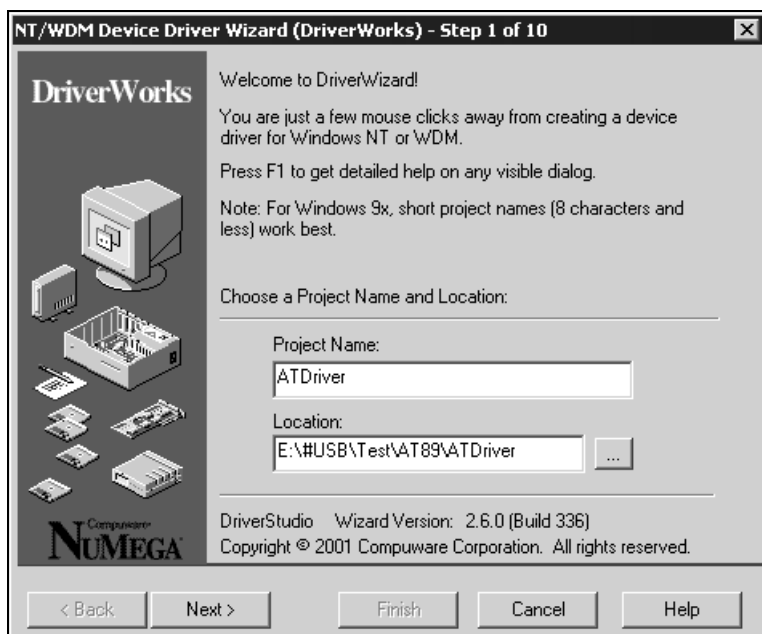 NT/WDM Device Driver Wizard (DriverWorks) - Step 1 of 10
DriverWorks
Welcome to DriverWizard!
You are just a few mouse clicks away from creating a device
driver for Windows NT or WDM.
Press F1 to get detailed help on any visible dialog.
Note: For Windows 9x, short project names (8 characters and
less) work best.
Choose a Project Name and Location:
Project Name:
ATDriver
Location:
E:\#USB\Test\AT89\ATDriver
...
Compuware
NUMEGA
DriverStudio Wizard Version: 2.6.0 (Build 336)
Copyright © 2001 Compuware Corporation. All rights reserved.
< Back
Next >
Finish
Cancel
Help